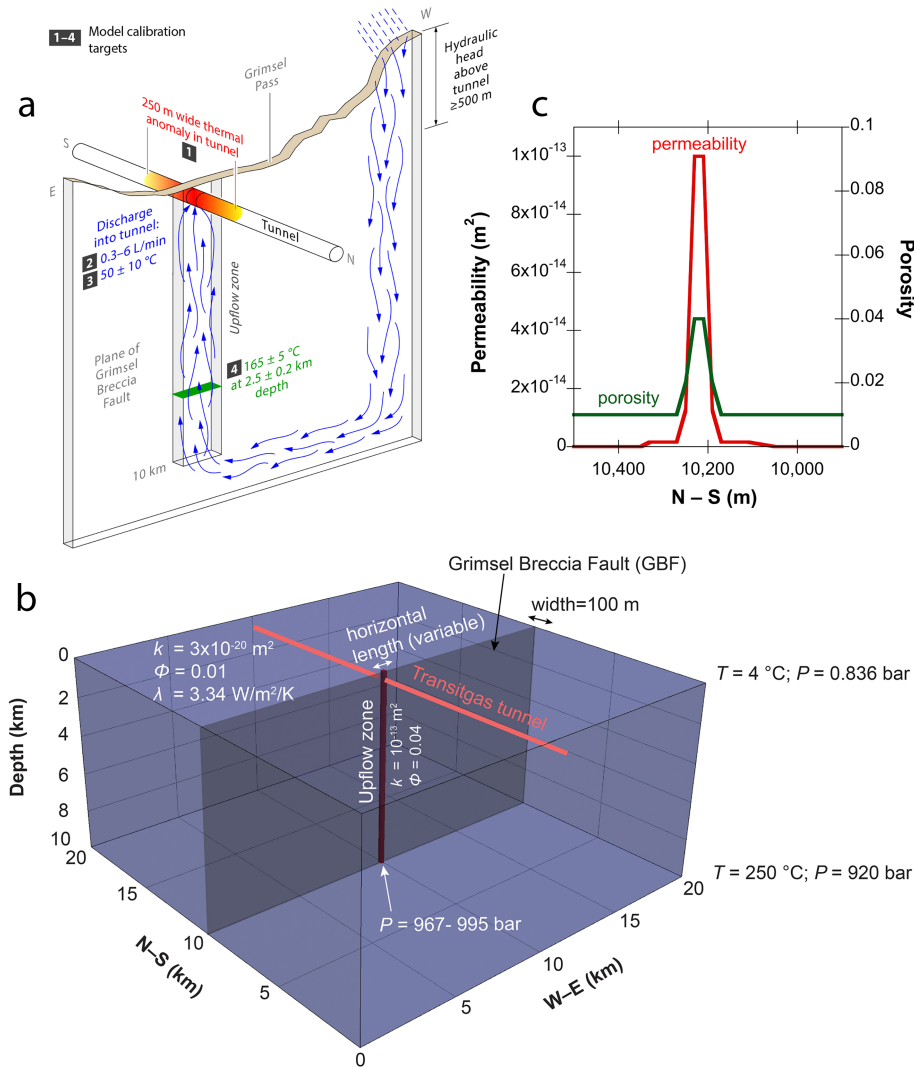 1–4 Model calibration
targets
a
W
Hydraulic
head
above
tunnel
≥500 m
Grimsel
Pass
250 m wide thermal
anomaly in tunnel
1
S
E
Discharge
into tunnel:
2 0.3–6 L/min
3 50 ± 10 °C
Tunnel
N
Upflow zone
Plane of
Grimsel
Breccia
Fault
4 165 ± 5 °C
at 2.5 ± 0.2 km
depth
10 km
c
permeability
porosity
Permeability (m²)
1x10⁻¹³
8x10⁻¹⁴
6x10⁻¹⁴
4x10⁻¹⁴
2x10⁻¹⁴
0
0.1
0.08
0.06
0.04
0.02
0
Porosity
10,400
10,200
10,000
N – S (m)
b
Grimsel Breccia Fault (GBF)
width=100 m
horizontal
length (variable)
k = 3x10⁻²⁰ m²
Φ = 0.01
λ = 3.34 W/m²/K
Transitgas tunnel
Upflow zone
k = 10⁻¹³ m²
Φ = 0.04
T = 4 °C; P = 0.836 bar
T = 250 °C; P = 920 bar
P = 967- 995 bar
Depth (km)
0
2
4
6
8
10
20
15
10
5
0
N–S (km)
5
10
15
20
W–E (km)